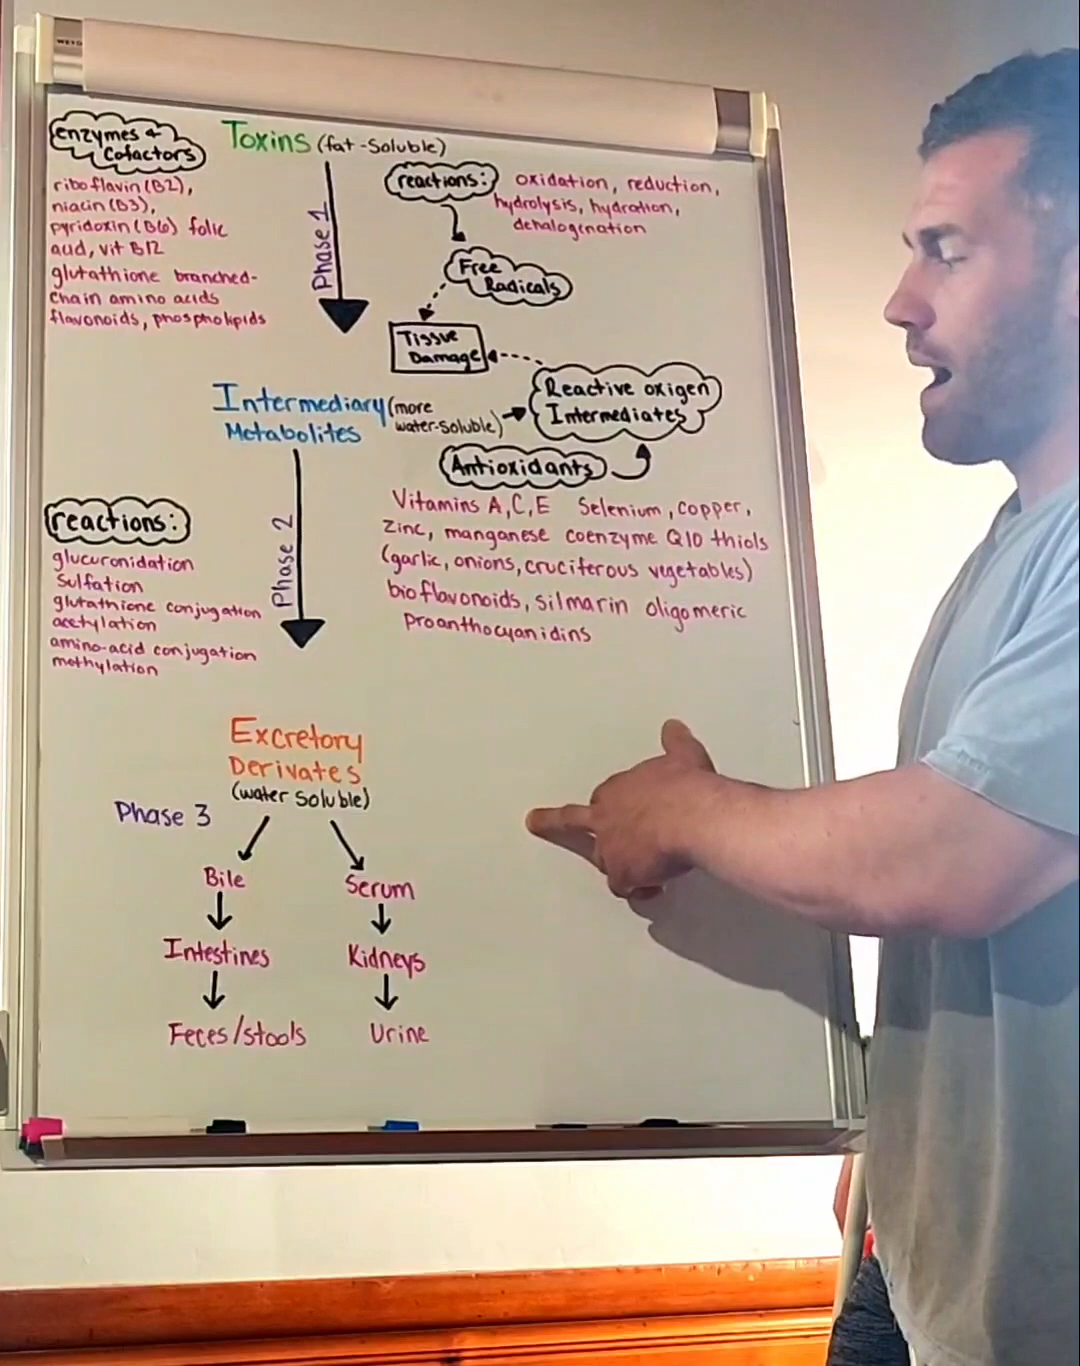 enzymes +
Cofactors
riboflavin (B2),
niacin (B3),
pyridoxin (B6) folic
acid, vit B12
glutathione branched-
chain amino acids
flavonoids, phospholipids
Toxins (fat-Soluble)
Phase 1
reactions: oxidation, reduction,
hydrolysis, hydration,
dehalogenation
Free
Radicals
Tissue
Damage
Intermediary (more
Metabolites water-soluble)
Reactive oxigen
Intermediates
Antioxidants
Vitamins A, C, E Selenium, copper,
zinc, manganese coenzyme Q10 thiols
(garlic, onions, cruciferous vegetables)
bioflavonoids, silmarin oligomeric
Proanthocyanidins
Phase 2
reactions:
glucuronidation
Sulfation
glutathione conjugation
acetylation
amino-acid conjugation
methylation
Excretory
Derivates
(water soluble)
Phase 3
Bile Serum
Intestines Kidneys
Feces/stools Urine